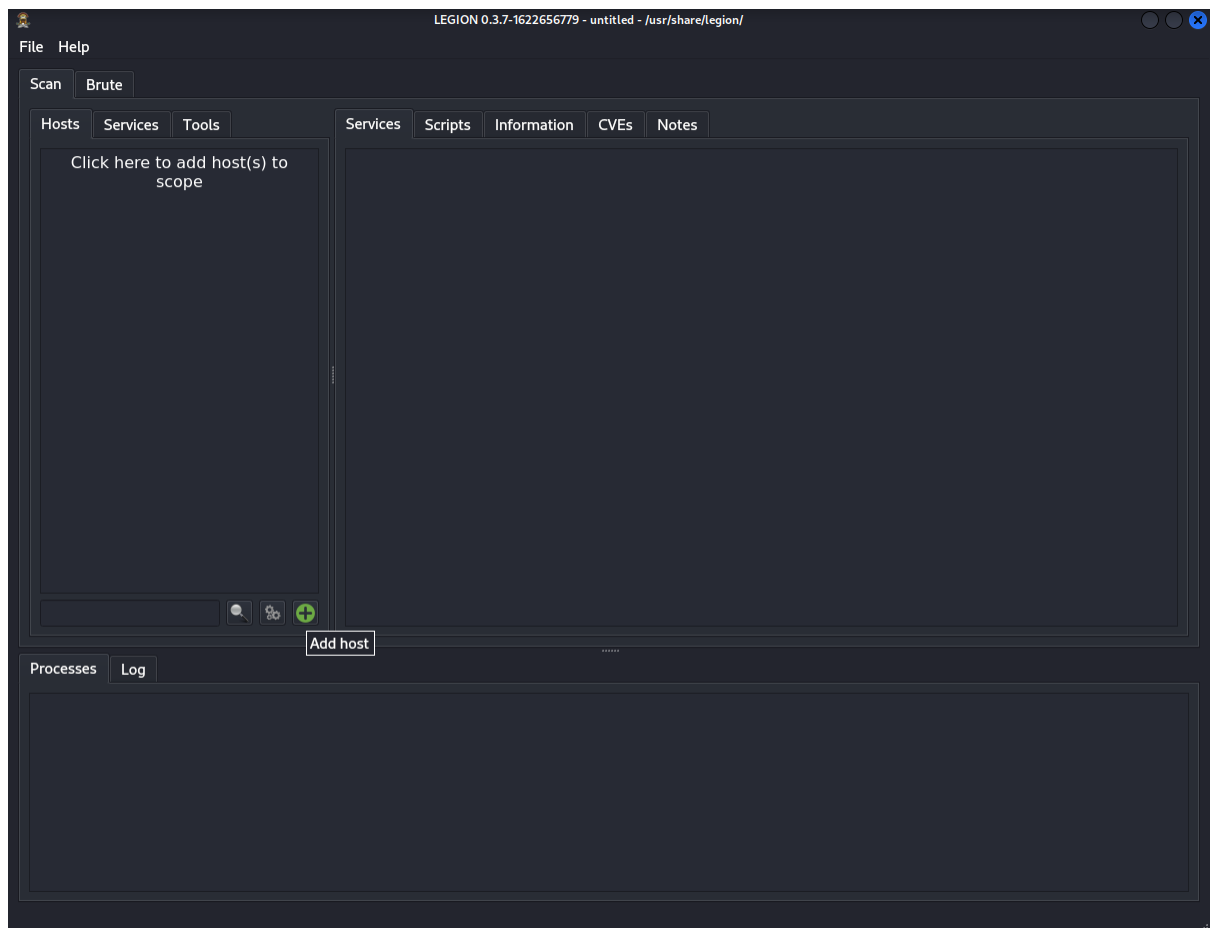 LEGION 0.3.7-1622656779 - untitled - /usr/share/legion/
File Help
Scan Brute
Hosts Services Tools
Services Scripts Information CVEs Notes
Click here to add host(s) to
scope
Add host
Processes Log